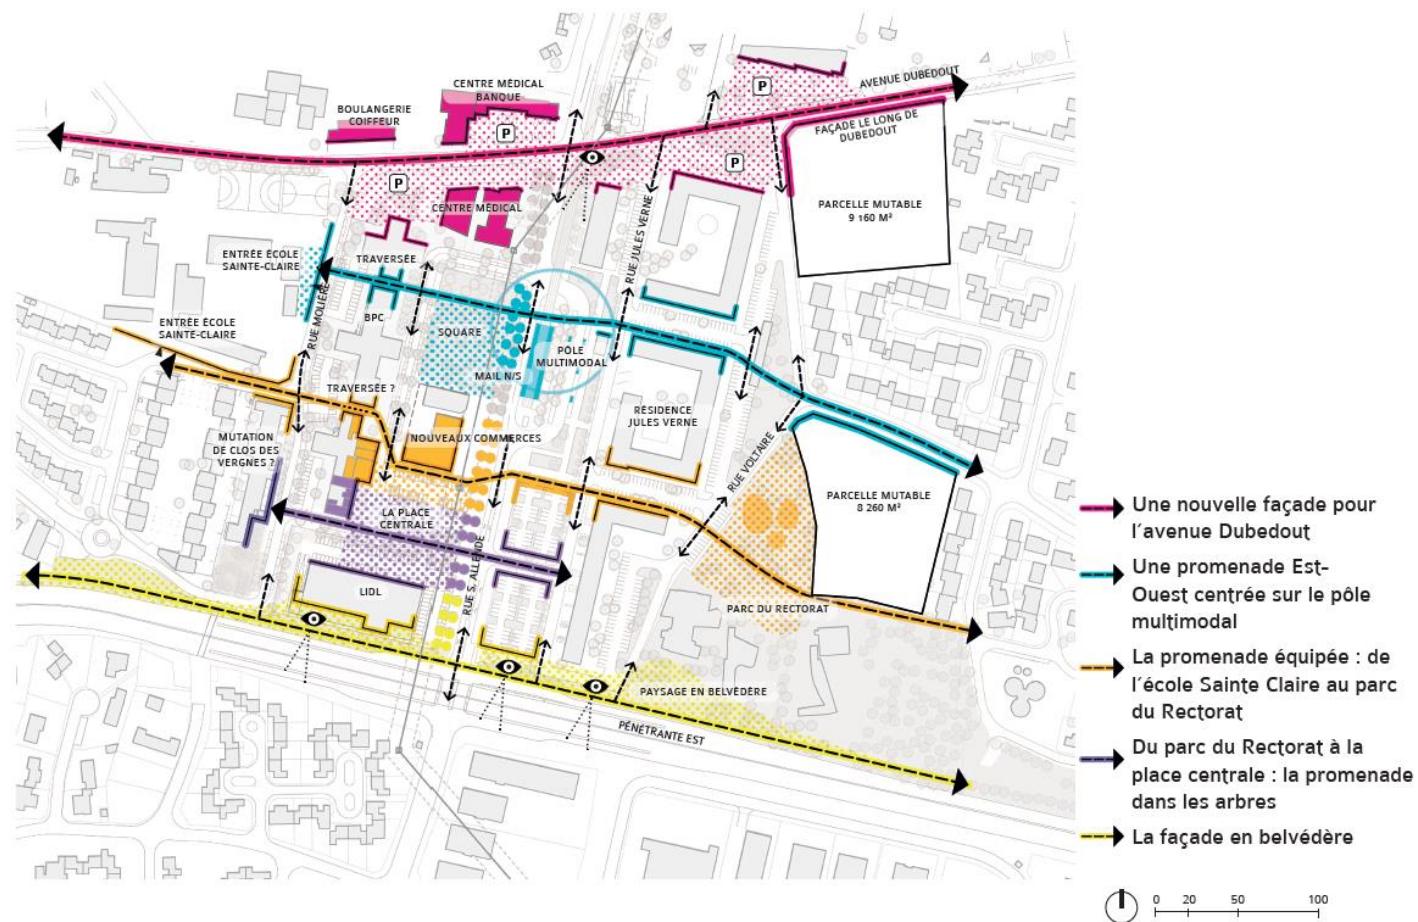 AVENUE DUBEDOUT
CENTRE MÉDICAL
BANQUE
BOULANGERIE
COIFFEUR
P
P
P
P
FAÇADE LE LONG DE
DUBEDOUT
PARCELLE MUTABLE
9 160 M²
CENTRE MÉDICAL
RUE JULES VERNE
ENTRÉE ÉCOLE
SAINTE-CLAIRE
TRAVERSÉE
RUE MOLIÈRE
BPC
SQUARE
PÔLE
MULTIMODAL
MAIL N/S
ENTRÉE ÉCOLE
SAINTE-CLAIRE
TRAVERSÉE ?
RÉSIDENCE
JULES VERNE
NOUVEAUX COMMERCES
MUTATION
DE CLOS DES
VERGNES ?
RUE VOLTAIRE
PARCELLE MUTABLE
8 260 M²
LA PLACE
CENTRALE
RUE S. ALLENDE
LIDL
PARC DU RECTORAT
PAYSAGE EN BELVÉDÈRE
PÉNÉTRANTE EST
Une nouvelle façade pour
l'avenue Dubedout
Une promenade Est-
Ouest centrée sur le pôle
multimodal
La promenade équipée : de
l'école Sainte Claire au parc
du Rectorat
Du parc du Rectorat à la
place centrale : la promenade
dans les arbres
La façade en belvédère
0 20 50 100